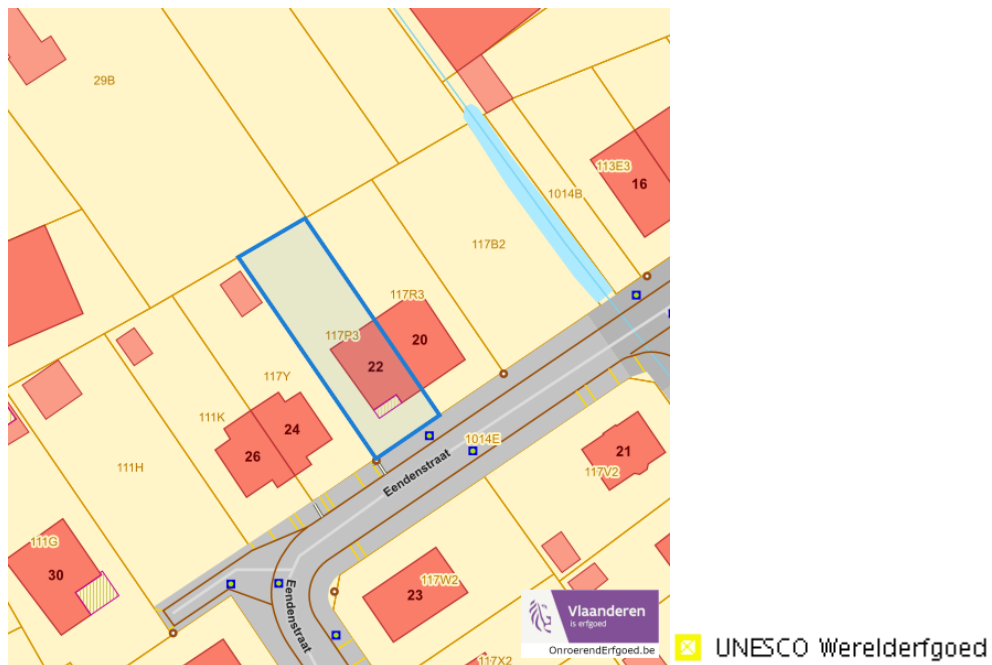 29B
113E3
16
1014B
117B2
117R3
117P3
20
22
117Y
111K
24
26
1014E
Eendenstraat
111H
21
117V2
111G
30
Eendenstraat
117W2
23
117X2
Vlaanderen
is erfgoed
OnroerendErfgoed.be
UNESCO Werelderfgoed